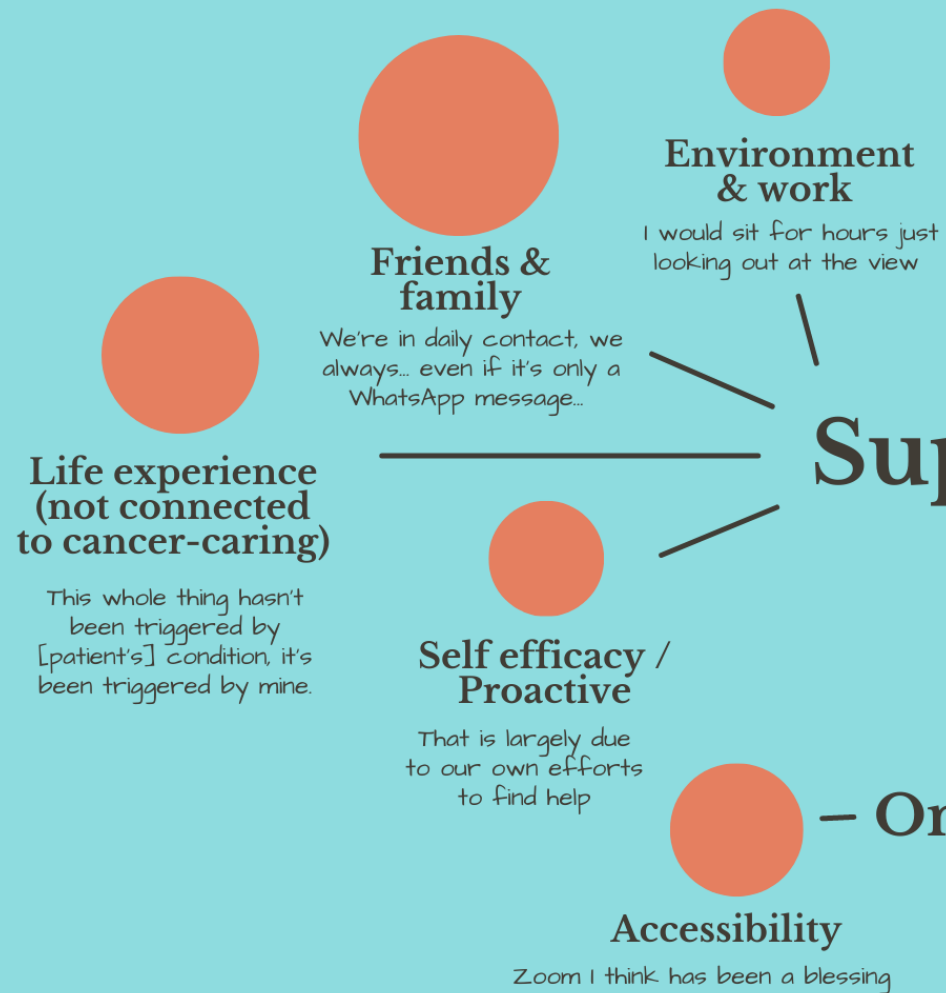 Environment
& work
I would sit for hours just
looking out at the view
Friends &
family
We're in daily contact, we
always... even if it's only a
WhatsApp message...
Life experience
(not connected
to cancer-caring)
This whole thing hasn't
been triggered by
[patient's] condition, it's
been triggered by mine.
Sup
Self efficacy /
Proactive
That is largely due
to our own efforts
to find help
Or
Accessibility
Zoom I think has been a blessing